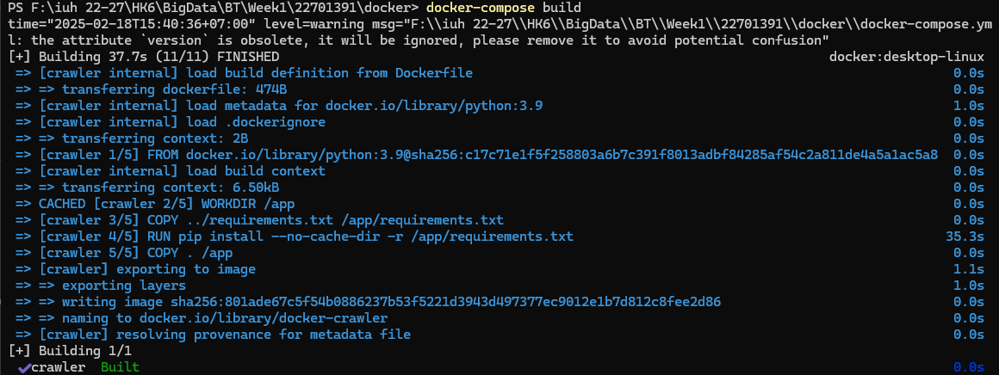 PS F:\iuh 22-27\HK6\BigData\BT\Week1\22701391\docker> docker-compose build
time="2025-02-18T15:40:36+07:00" level=warning msg="F:\\iuh 22-27\\HK6\\BigData\\BT\\Week1\\22701391\\docker\\docker-compose.ym
l: the attribute `version` is obsolete, it will be ignored, please remove it to avoid potential confusion"
[+] Building 37.7s (11/11) FINISHED docker:desktop-linux
=> [crawler internal] load build definition from Dockerfile 0.0s
=> => transferring dockerfile: 474B 0.0s
=> [crawler internal] load metadata for docker.io/library/python:3.9 1.0s
=> [crawler internal] load .dockerignore 0.0s
=> => transferring context: 2B 0.0s
=> [crawler 1/5] FROM docker.io/library/python:3.9@sha256:c17c71e1f5f258803a6b7c391f8013adbf84285af54c2a811de4a5a1ac5a8 0.0s
=> [crawler internal] load build context 0.0s
=> => transferring context: 6.50kB 0.0s
=> CACHED [crawler 2/5] WORKDIR /app 0.0s
=> [crawler 3/5] COPY ../requirements.txt /app/requirements.txt 0.0s
=> [crawler 4/5] RUN pip install --no-cache-dir -r /app/requirements.txt 35.3s
=> [crawler 5/5] COPY . /app 0.0s
=> [crawler] exporting to image 1.1s
=> => exporting layers 1.0s
=> => writing image sha256:801ade67c5f54b0886237b53f5221d3943d497377ec9012e1b7d812c8fee2d86 0.0s
=> => naming to docker.io/library/docker-crawler 0.0s
=> [crawler] resolving provenance for metadata file 0.0s
[+] Building 1/1
✔crawler Built 0.0s